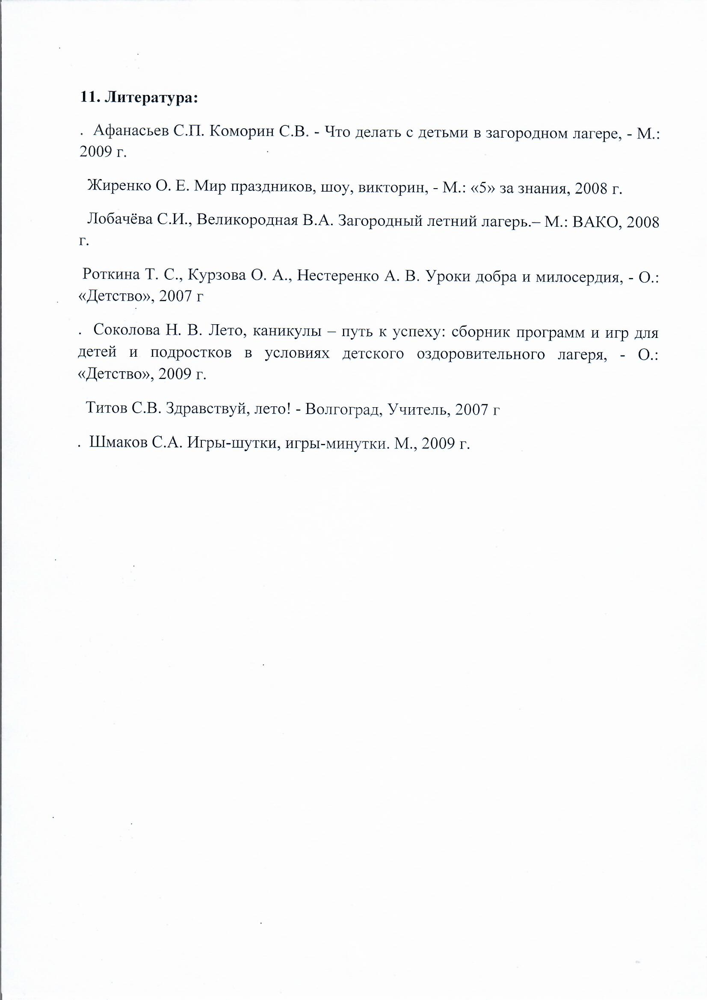 11. Литература:
. Афанасьев С.П. Коморин С.В. - Что делать с детьми в загородном лагере, - М.:
2009 г.
Жиренко О. Е. Мир праздников, шоу, викторин, - М.: «5» за знания, 2008 г.
Лобачёва С.И., Великородная В.А. Загородный летний лагерь.– М.: ВАКО, 2008
г.
Роткина Т. С., Курзова О. А., Нестеренко А. В. Уроки добра и милосердия, - О.:
«Детство», 2007 г
. Соколова Н. В. Лето, каникулы – путь к успеху: сборник программ и игр для
детей и подростков в условиях детского оздоровительного лагеря, - О.:
«Детство», 2009 г.
Титов С.В. Здравствуй, лето! - Волгоград, Учитель, 2007 г
. Шмаков С.А. Игры-шутки, игры-минутки. М., 2009 г.